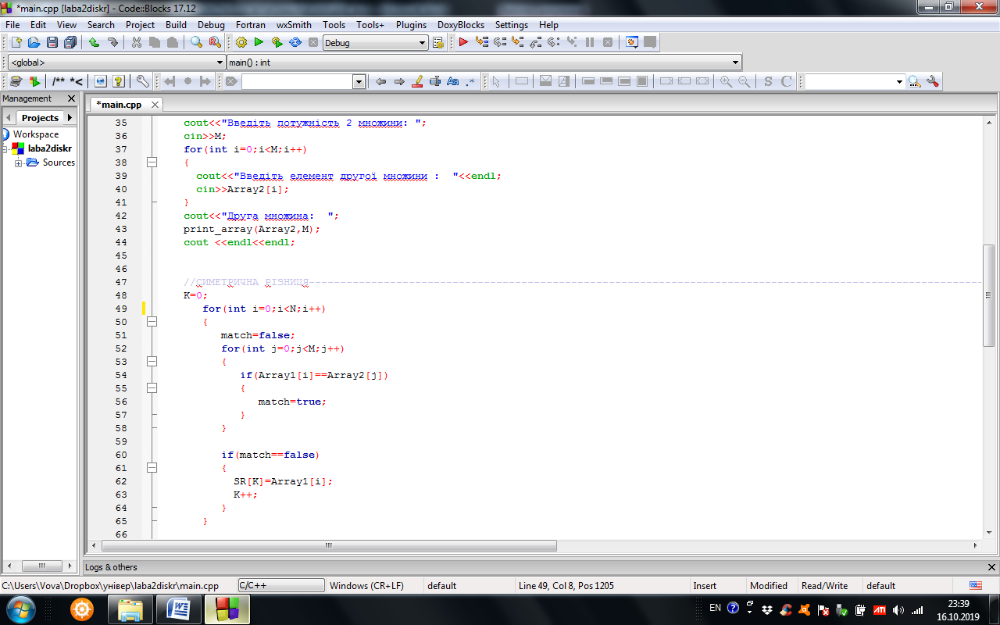 *main.cpp [laba2diskr] - Code::Blocks 17.12
File Edit View Search Project Build Debug Fortran wxSmith Tools Tools+ Plugins DoxyBlocks Settings Help
Debug
<global> main() : int
/** *< Aa .* S C
Management
*main.cpp
Projects
Workspace
laba2diskr
Sources
35 cout<<"Введіть потужність 2 множини: ";
36 cin>>M;
37 for(int i=0;i<M;i++)
38 {
39 cout<<"Введіть елемент другої множини :  "<<endl;
40 cin>>Array2[i];
41 }
42 cout<<"Друга множина:  ";
43 print_array(Array2,M);
44 cout <<endl<<endl;
45
46
47 //СИМЕТРИЧНА РІЗНИЦЯ------------------------------------------------------------------------------------------------------------
48 K=0;
49 for(int i=0;i<N;i++)
50 {
51 match=false;
52 for(int j=0;j<M;j++)
53 {
54 if(Array1[i]==Array2[j])
55 {
56 match=true;
57 }
58 }
59
60 if(match==false)
61 {
62 SR[K]=Array1[i];
63 K++;
64 }
65 }
66
Logs & others
C:\Users\Vova\Dropbox\універ\laba2diskr\main.cpp C/C++ Windows (CR+LF) default Line 49, Col 8, Pos 1205 Insert Modified Read/Write default
EN ATI 23:39
16.10.2019